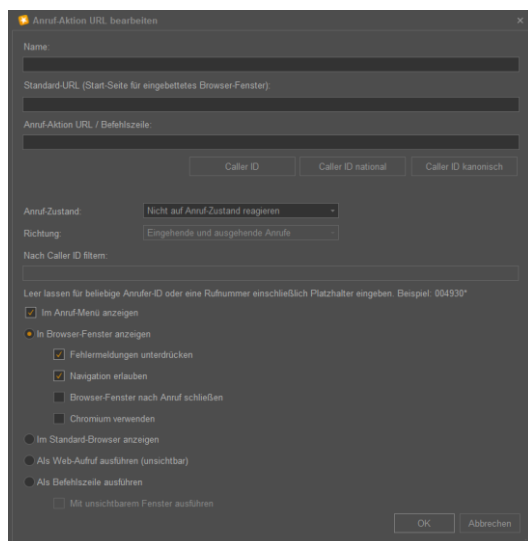 Anruf-Aktion URL bearbeiten
Name:
Standard-URL (Start-Seite für eingebettetes Browser-Fenster):
Anruf-Aktion URL / Befehlszeile:
Caller ID Caller ID national Caller ID kanonisch
Anruf-Zustand: Nicht auf Anruf-Zustand reagieren
Richtung: Eingehende und ausgehende Anrufe
Nach Caller ID filtern:
Leer lassen für beliebige Anrufer-ID oder eine Rufnummer einschließlich Platzhalter eingeben. Beispiel: 004930*
Im Anruf-Menü anzeigen
In Browser-Fenster anzeigen
Fehlermeldungen unterdrücken
Navigation erlauben
Browser-Fenster nach Anruf schließen
Chromium verwenden
Im Standard-Browser anzeigen
Als Web-Aufruf ausführen (unsichtbar)
Als Befehlszeile ausführen
Mit unsichtbarem Fenster ausführen
OK Abbrechen